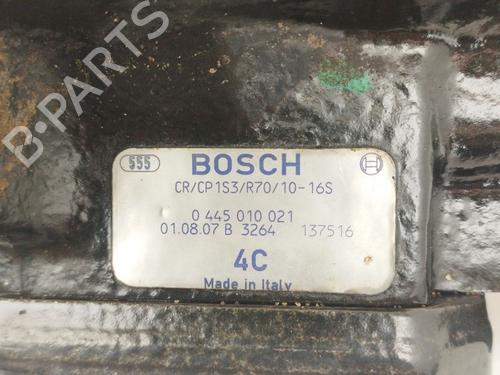 B-PARTS
555 BOSCH
CR/CP1S3/R70/10-16S
0 445 010 021
01.08.07 B 3264 137516
4C
Made in Italy